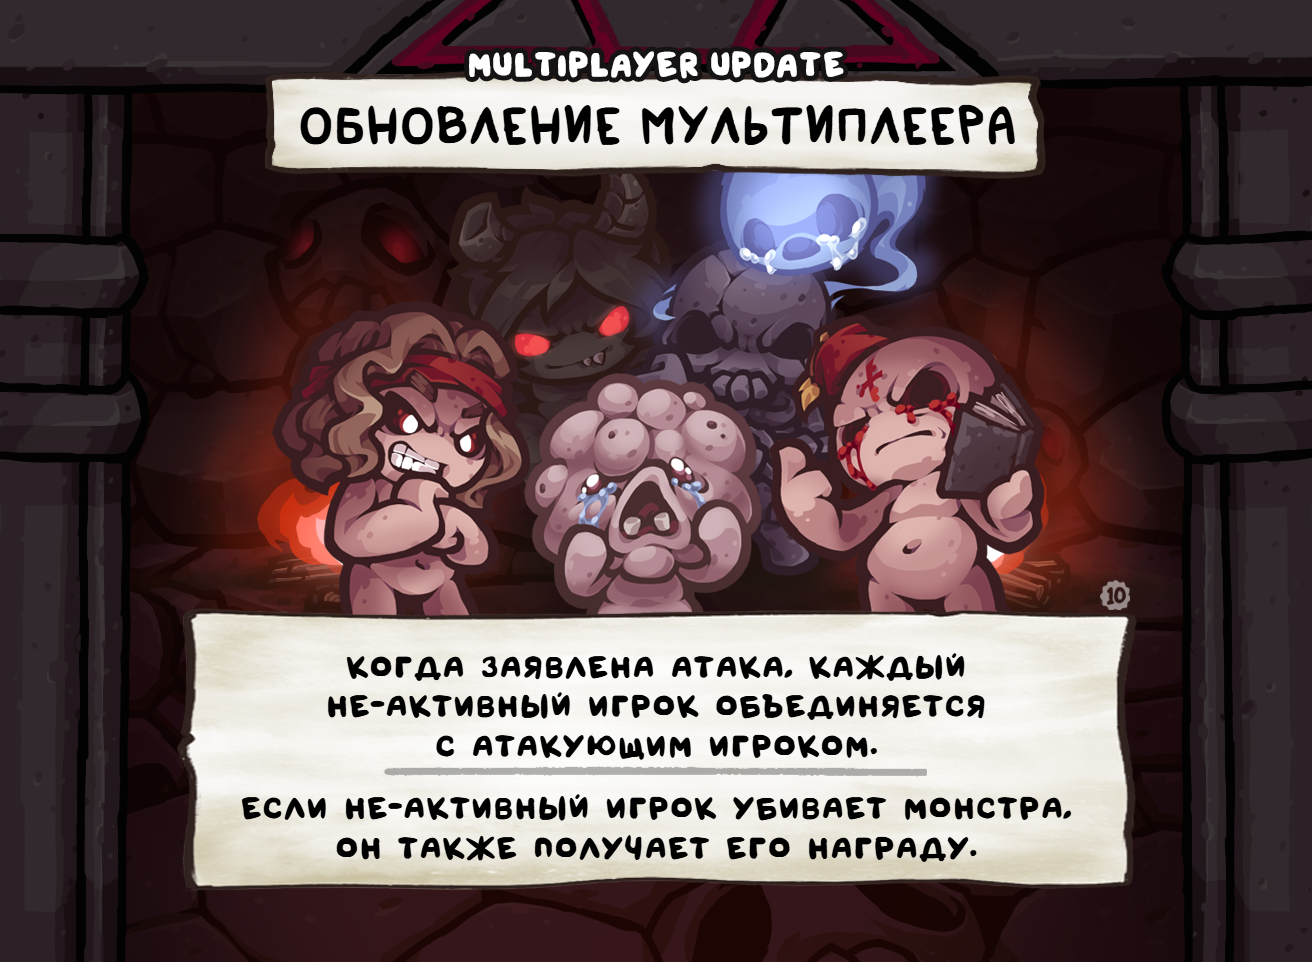 MULTIPLAYER UPDATE
ОБНОВЛЕНИЕ МУЛЬТИПЛЕЕРА
10
КОГДА ЗАЯВЛЕНА АТАКА, КАЖДЫЙ
НЕ-АКТИВНЫЙ ИГРОК ОБЪЕДИНЯЕТСЯ
С АТАКУЮЩИМ ИГРОКОМ.
ЕСЛИ НЕ-АКТИВНЫЙ ИГРОК УБИВАЕТ МОНСТРА,
ОН ТАКЖЕ ПОЛУЧАЕТ ЕГО НАГРАДУ.